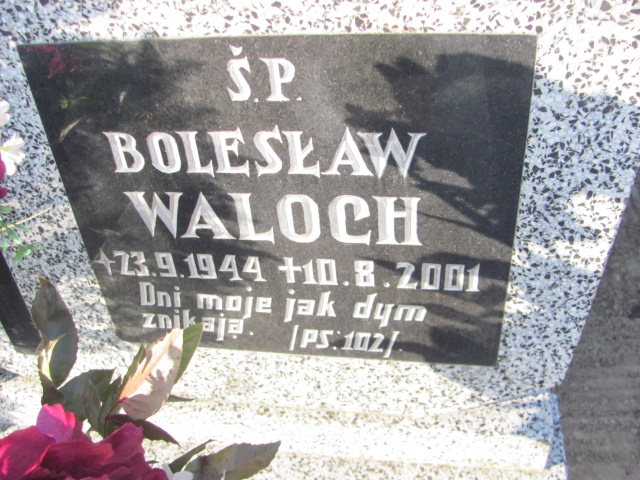 Ś.P.
BOLESŁAW
WALOCH
+23.9.1944 +10.8.2001
Dni moje jak dym
znikają. /PS.102/.